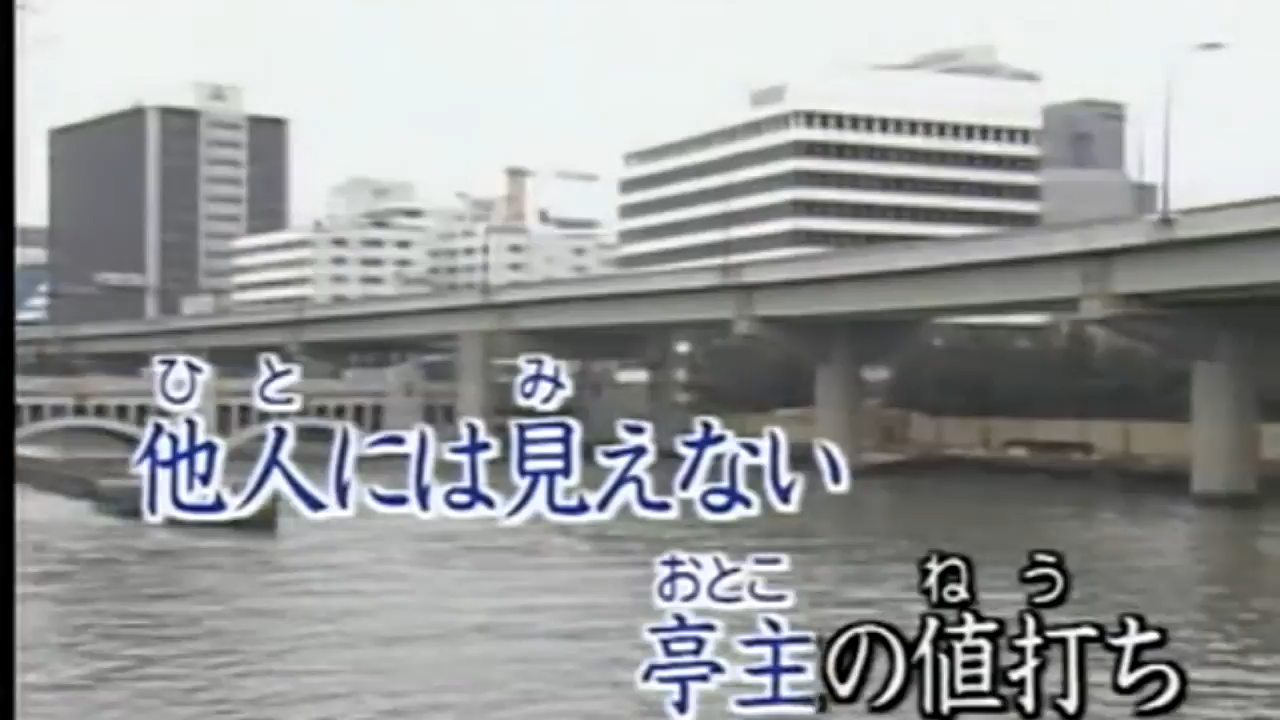 ひと み
他人には見えない
おとこ ねう
亭主の値打ち